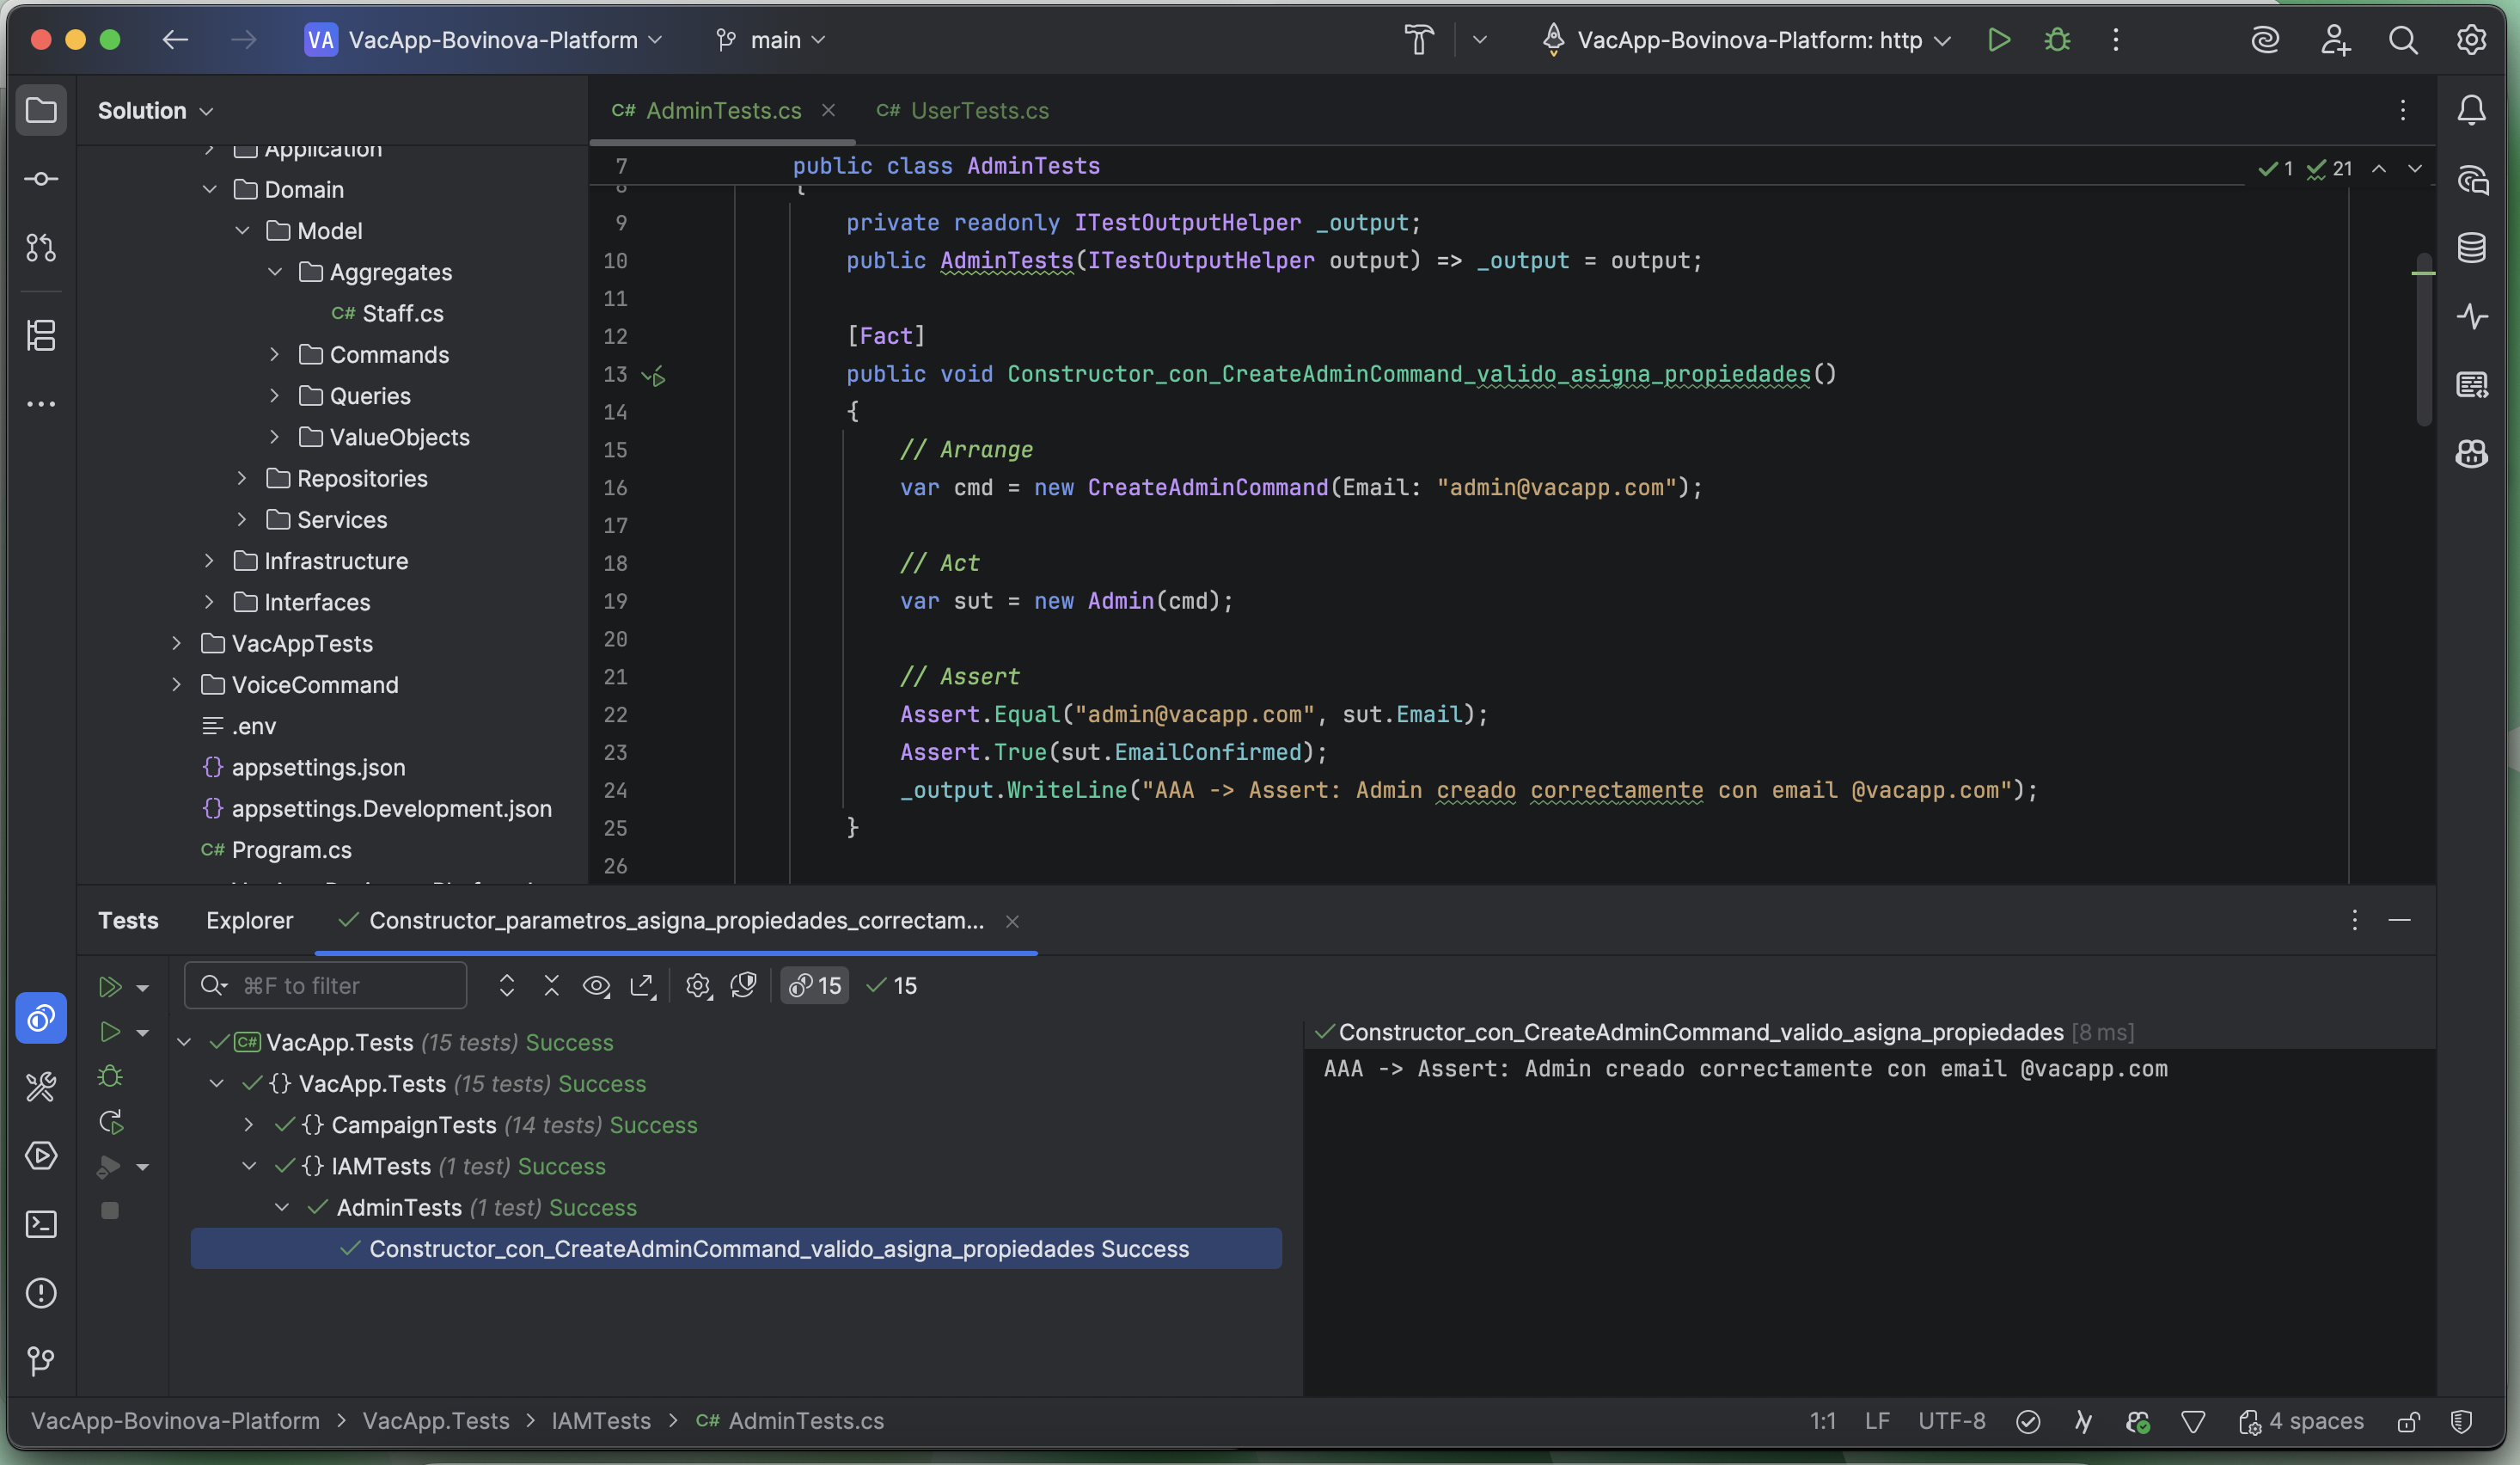 VA VacApp-Bovinova-Platform main VacApp-Bovinova-Platform: http
Solution
Application
Domain
Model
Aggregates
C# Staff.cs
Commands
Queries
ValueObjects
Repositories
Services
Infrastructure
Interfaces
VacAppTests
VoiceCommand
.env
{} appsettings.json
{} appsettings.Development.json
C# Program.cs
C# AdminTests.cs C# UserTests.cs
1 21
7 public class AdminTests
8 {
9 private readonly ITestOutputHelper _output;
10 public AdminTests(ITestOutputHelper output) => _output = output;
11
12 [Fact]
13 public void Constructor_con_CreateAdminCommand_valido_asigna_propiedades()
14 {
15 // Arrange
16 var cmd = new CreateAdminCommand(Email: "admin@vacapp.com");
17
18 // Act
19 var sut = new Admin(cmd);
20
21 // Assert
22 Assert.Equal("admin@vacapp.com", sut.Email);
23 Assert.True(sut.EmailConfirmed);
24 _output.WriteLine("AAA -> Assert: Admin creado correctamente con email @vacapp.com");
25 }
26
Tests Explorer Constructor_parametros_asigna_propiedades_correctam...
⌘F to filter 15 15
C# VacApp.Tests (15 tests) Success
{} VacApp.Tests (15 tests) Success
{} CampaignTests (14 tests) Success
{} IAMTests (1 test) Success
AdminTests (1 test) Success
Constructor_con_CreateAdminCommand_valido_asigna_propiedades Success
Constructor_con_CreateAdminCommand_valido_asigna_propiedades [8 ms]
AAA -> Assert: Admin creado correctamente con email @vacapp.com
VacApp-Bovinova-Platform > VacApp.Tests > IAMTests > C# AdminTests.cs 1:1 LF UTF-8 4 spaces